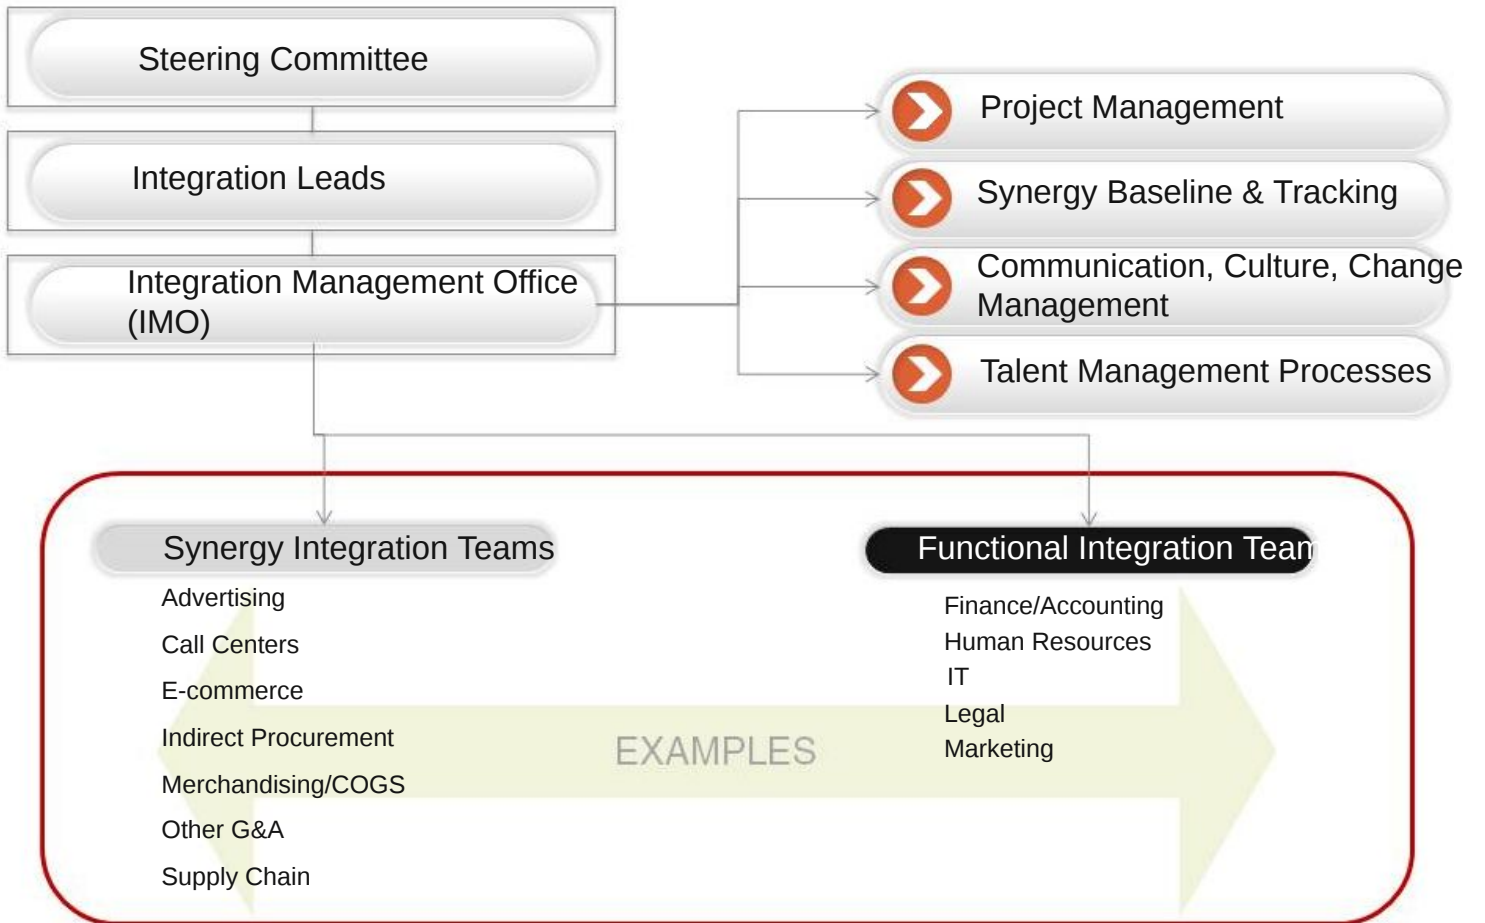 Steering Committee
Integration Leads
Integration Management Office
(IMO)
Project Management
Synergy Baseline & Tracking
Communication, Culture, Change
Management
Talent Management Processes
Synergy Integration Teams
Advertising
Call Centers
E-commerce
Indirect Procurement
Merchandising/COGS
Other G&A
Supply Chain
EXAMPLES
Functional Integration Team
Finance/Accounting
Human Resources
IT
Legal
Marketing